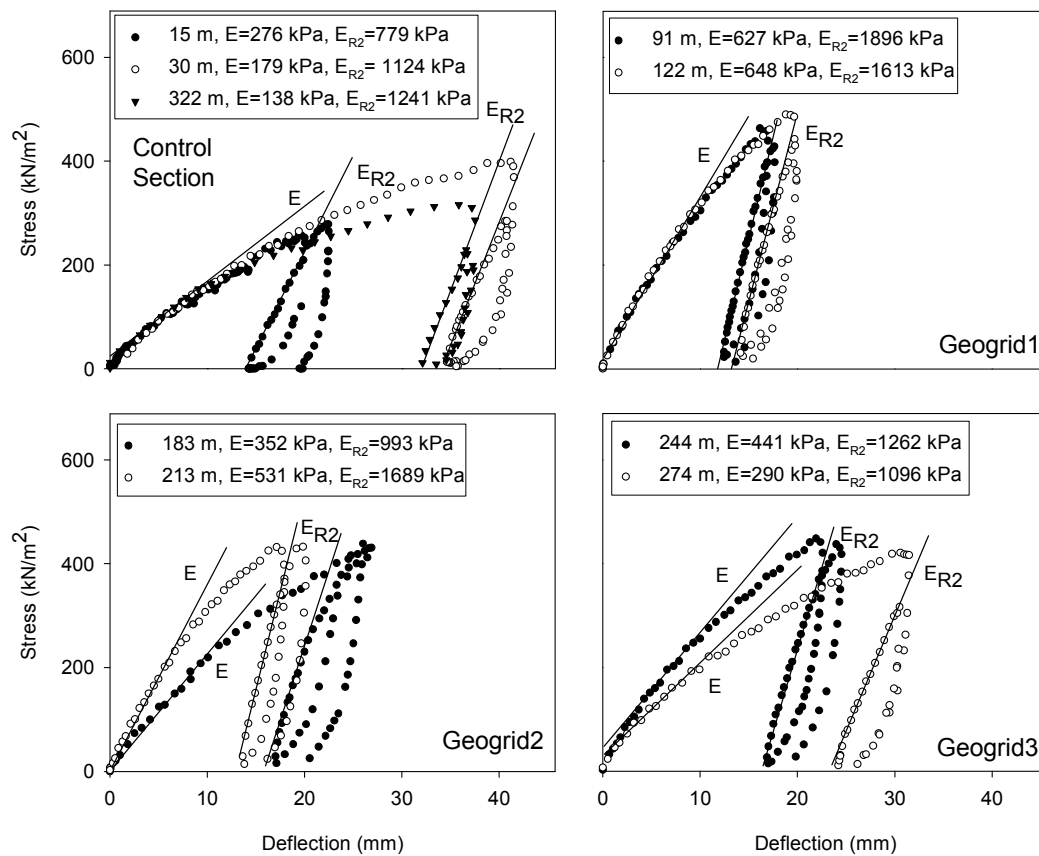 600
400
200
0
Stress (kN/m²)
15 m, E=276 kPa, E_R2=779 kPa
30 m, E=179 kPa, E_R2= 1124 kPa
322 m, E=138 kPa, E_R2=1241 kPa
Control
Section
E
E_R2
E_R2
91 m, E=627 kPa, E_R2=1896 kPa
122 m, E=648 kPa, E_R2=1613 kPa
E
E_R2
Geogrid1
600
400
200
0
Stress (kN/m²)
183 m, E=352 kPa, E_R2=993 kPa
213 m, E=531 kPa, E_R2=1689 kPa
E
E
E_R2
Geogrid2
0 10 20 30 40
Deflection (mm)
244 m, E=441 kPa, E_R2=1262 kPa
274 m, E=290 kPa, E_R2=1096 kPa
E
E
E_R2
E_R2
Geogrid3
0 10 20 30 40
Deflection (mm)